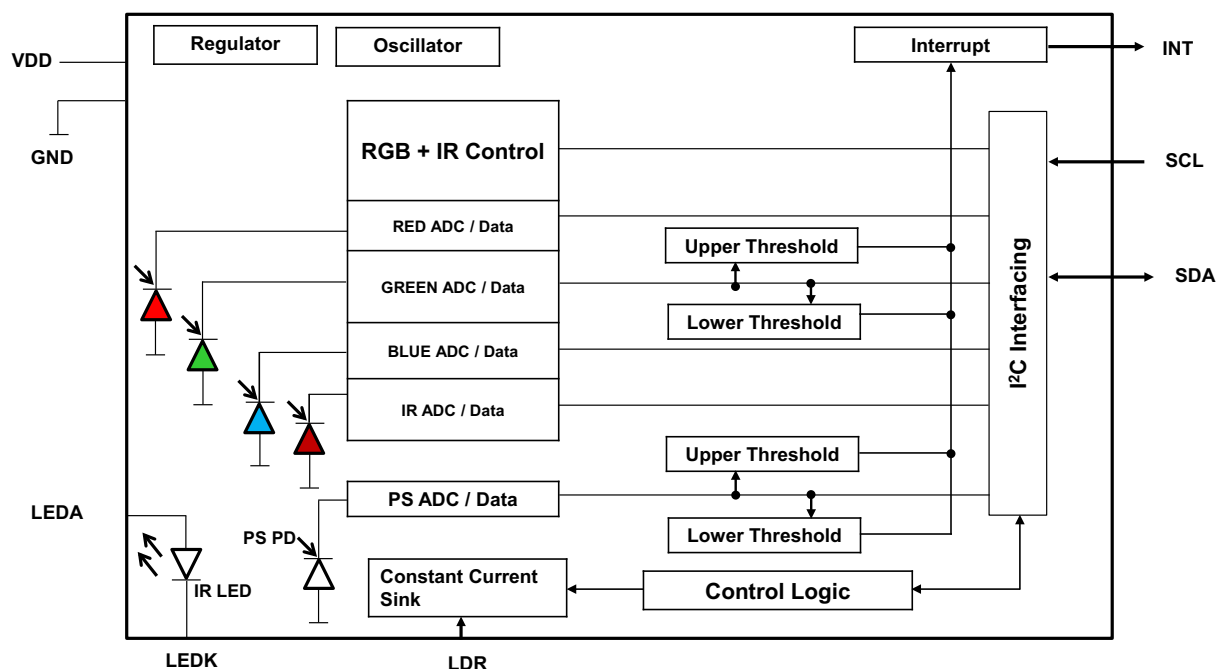 Regulator
Oscillator
Interrupt
INT
VDD
GND
RGB + IR Control
SCL
RED ADC / Data
Upper Threshold
GREEN ADC / Data
SDA
Lower Threshold
BLUE ADC / Data
I²C Interfacing
IR ADC / Data
Upper Threshold
PS ADC / Data
LEDA
Lower Threshold
PS PD
IR LED
Constant Current
Sink
Control Logic
LEDK
LDR